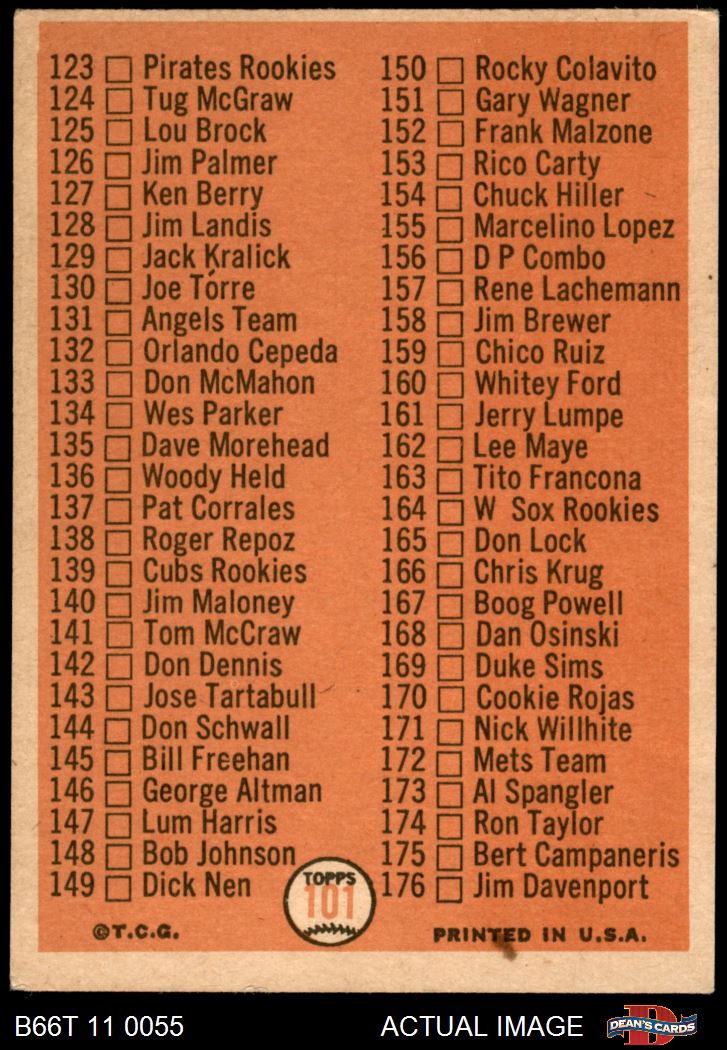 123 Pirates Rookies
124 Tug McGraw
125 Lou Brock
126 Jim Palmer
127 Ken Berry
128 Jim Landis
129 Jack Kralick
130 Joe Torre
131 Angels Team
132 Orlando Cepeda
133 Don McMahon
134 Wes Parker
135 Dave Morehead
136 Woody Held
137 Pat Corrales
138 Roger Repoz
139 Cubs Rookies
140 Jim Maloney
141 Tom McCraw
142 Don Dennis
143 Jose Tartabull
144 Don Schwall
145 Bill Freehan
146 George Altman
147 Lum Harris
148 Bob Johnson
149 Dick Nen
150 Rocky Colavito
151 Gary Wagner
152 Frank Malzone
153 Rico Carty
154 Chuck Hiller
155 Marcelino Lopez
156 D P Combo
157 Rene Lachemann
158 Jim Brewer
159 Chico Ruiz
160 Whitey Ford
161 Jerry Lumpe
162 Lee Maye
163 Tito Francona
164 W Sox Rookies
165 Don Lock
166 Chris Krug
167 Boog Powell
168 Dan Osinski
169 Duke Sims
170 Cookie Rojas
171 Nick Willhite
172 Mets Team
173 Al Spangler
174 Ron Taylor
175 Bert Campaneris
176 Jim Davenport
TOPPS
101
©T.C.G.
PRINTED IN U.S.A.
B66T 11 0055
ACTUAL IMAGE
D
DEAN'S CARDS